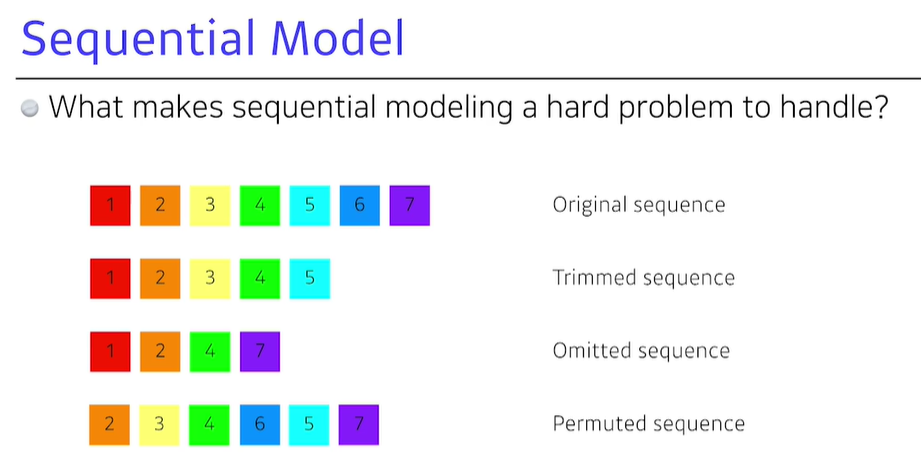 Sequential Model
What makes sequential modeling a hard problem to handle?
1 2 3 4 5 6 7 Original sequence
1 2 3 4 5 Trimmed sequence
1 2 4 7 Omitted sequence
2 3 4 6 5 7 Permuted sequence